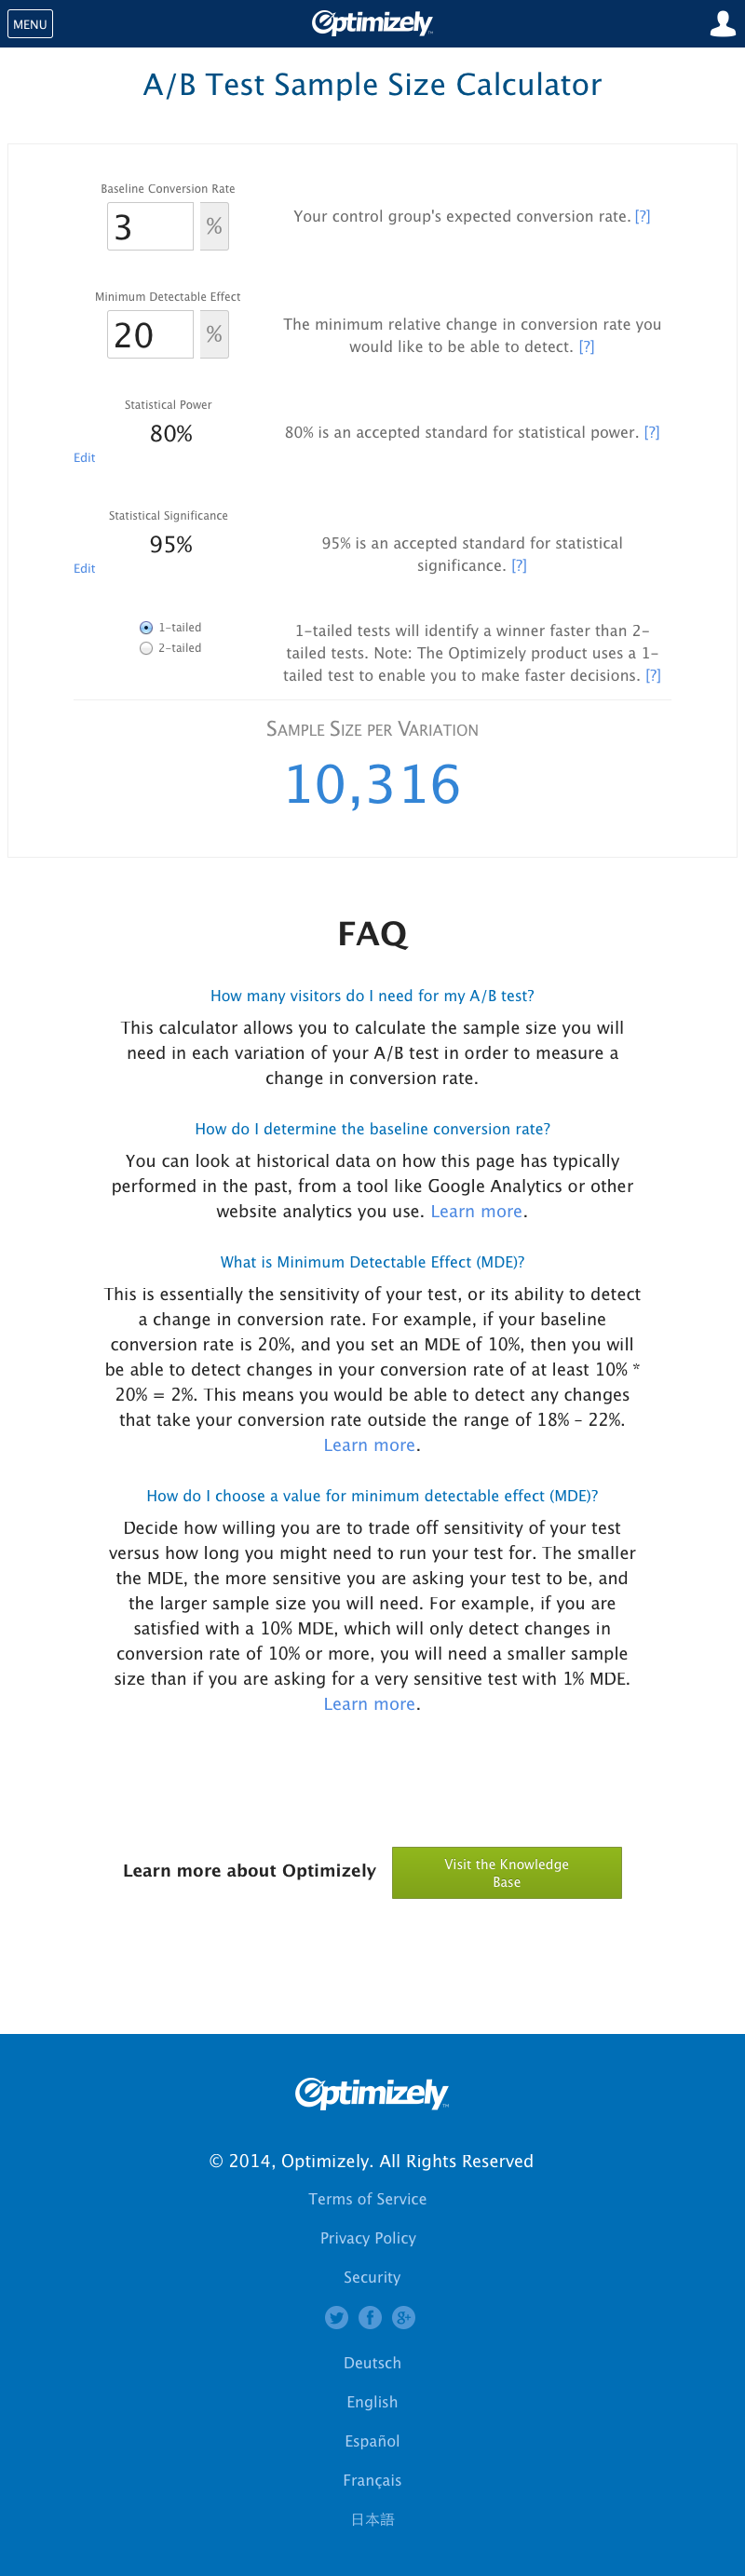 MENU
Optimizely
A/B Test Sample Size Calculator
Baseline Conversion Rate
3 %
Your control group's expected conversion rate. [?]
Minimum Detectable Effect
20 %
The minimum relative change in conversion rate you
would like to be able to detect. [?]
Statistical Power
80%
Edit
80% is an accepted standard for statistical power. [?]
Statistical Significance
95%
Edit
95% is an accepted standard for statistical
significance. [?]
1-tailed
2-tailed
1-tailed tests will identify a winner faster than 2-
tailed tests. Note: The Optimizely product uses a 1-
tailed test to enable you to make faster decisions. [?]
Sample Size per Variation
10,316
FAQ
How many visitors do I need for my A/B test?
This calculator allows you to calculate the sample size you will
need in each variation of your A/B test in order to measure a
change in conversion rate.
How do I determine the baseline conversion rate?
You can look at historical data on how this page has typically
performed in the past, from a tool like Google Analytics or other
website analytics you use. Learn more.
What is Minimum Detectable Effect (MDE)?
This is essentially the sensitivity of your test, or its ability to detect
a change in conversion rate. For example, if your baseline
conversion rate is 20%, and you set an MDE of 10%, then you will
be able to detect changes in your conversion rate of at least 10% *
20% = 2%. This means you would be able to detect any changes
that take your conversion rate outside the range of 18% – 22%.
Learn more.
How do I choose a value for minimum detectable effect (MDE)?
Decide how willing you are to trade off sensitivity of your test
versus how long you might need to run your test for. The smaller
the MDE, the more sensitive you are asking your test to be, and
the larger sample size you will need. For example, if you are
satisfied with a 10% MDE, which will only detect changes in
conversion rate of 10% or more, you will need a smaller sample
size than if you are asking for a very sensitive test with 1% MDE.
Learn more.
Learn more about Optimizely
Visit the Knowledge
Base
Optimizely
© 2014, Optimizely. All Rights Reserved
Terms of Service
Privacy Policy
Security
Deutsch
English
Español
Français
日本語